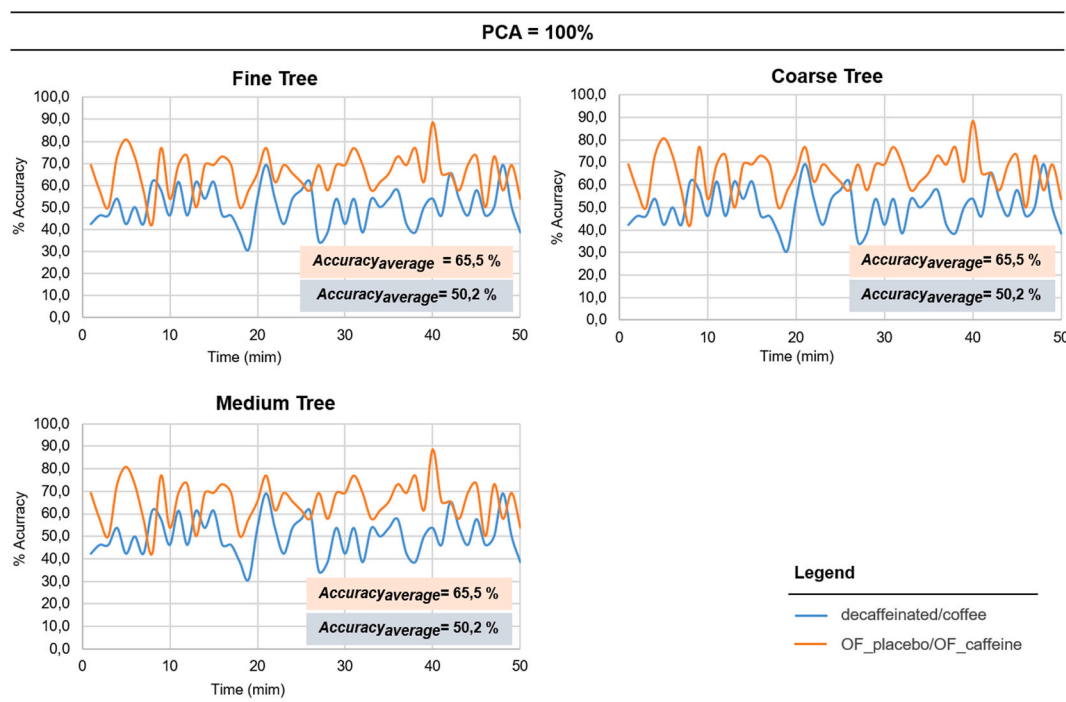 PCA = 100%
Fine Tree
100,0
90,0
80,0
70,0
60,0
50,0
40,0
30,0
20,0
10,0
0,0
% Accuracy
0 10 20 30 40 50
Time (mim)
Accuracyaverage = 65,5 %
Accuracyaverage= 50,2 %
Coarse Tree
100,0
90,0
80,0
70,0
60,0
50,0
40,0
30,0
20,0
10,0
0,0
% Acurracy
0 10 20 30 40 50
Time (mim)
Accuracyaverage= 65,5 %
Accuracyaverage= 50,2 %
Medium Tree
100,0
90,0
80,0
70,0
60,0
50,0
40,0
30,0
20,0
10,0
0,0
% Acurracy
0 10 20 30 40 50
Time (mim)
Accuracyaverage= 65,5 %
Accuracyaverage= 50,2 %
Legend
decaffeinated/coffee
OF_placebo/OF_caffeine